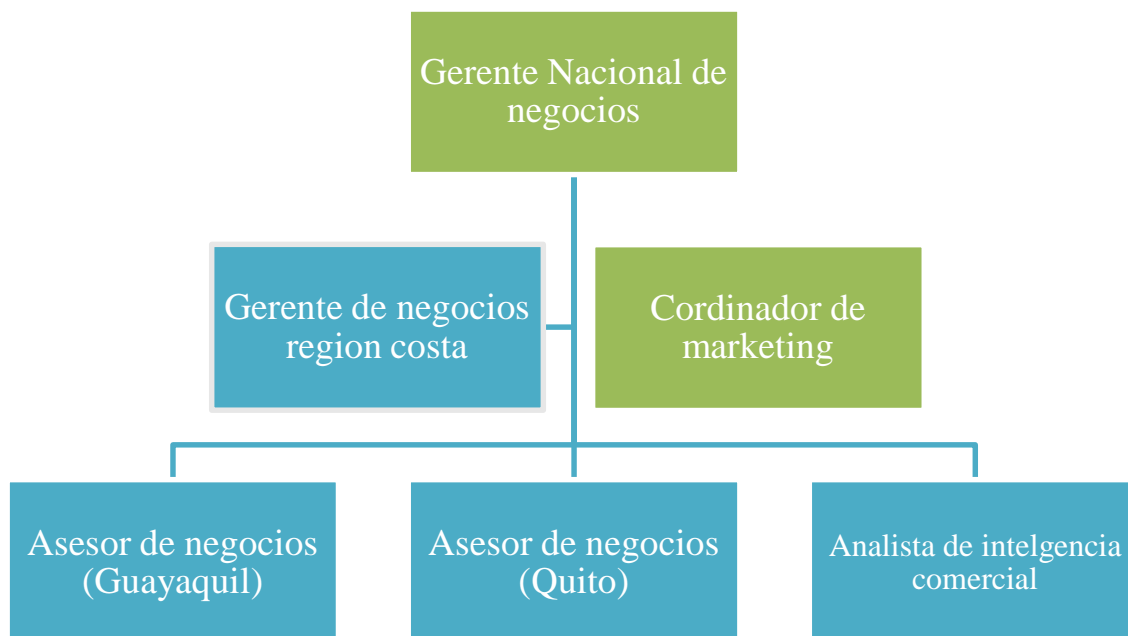 Gerente Nacional de
negocios
Gerente de negocios
region costa
Cordinador de
marketing
Asesor de negocios
(Guayaquil)
Asesor de negocios
(Quito)
Analista de intelgencia
comercial